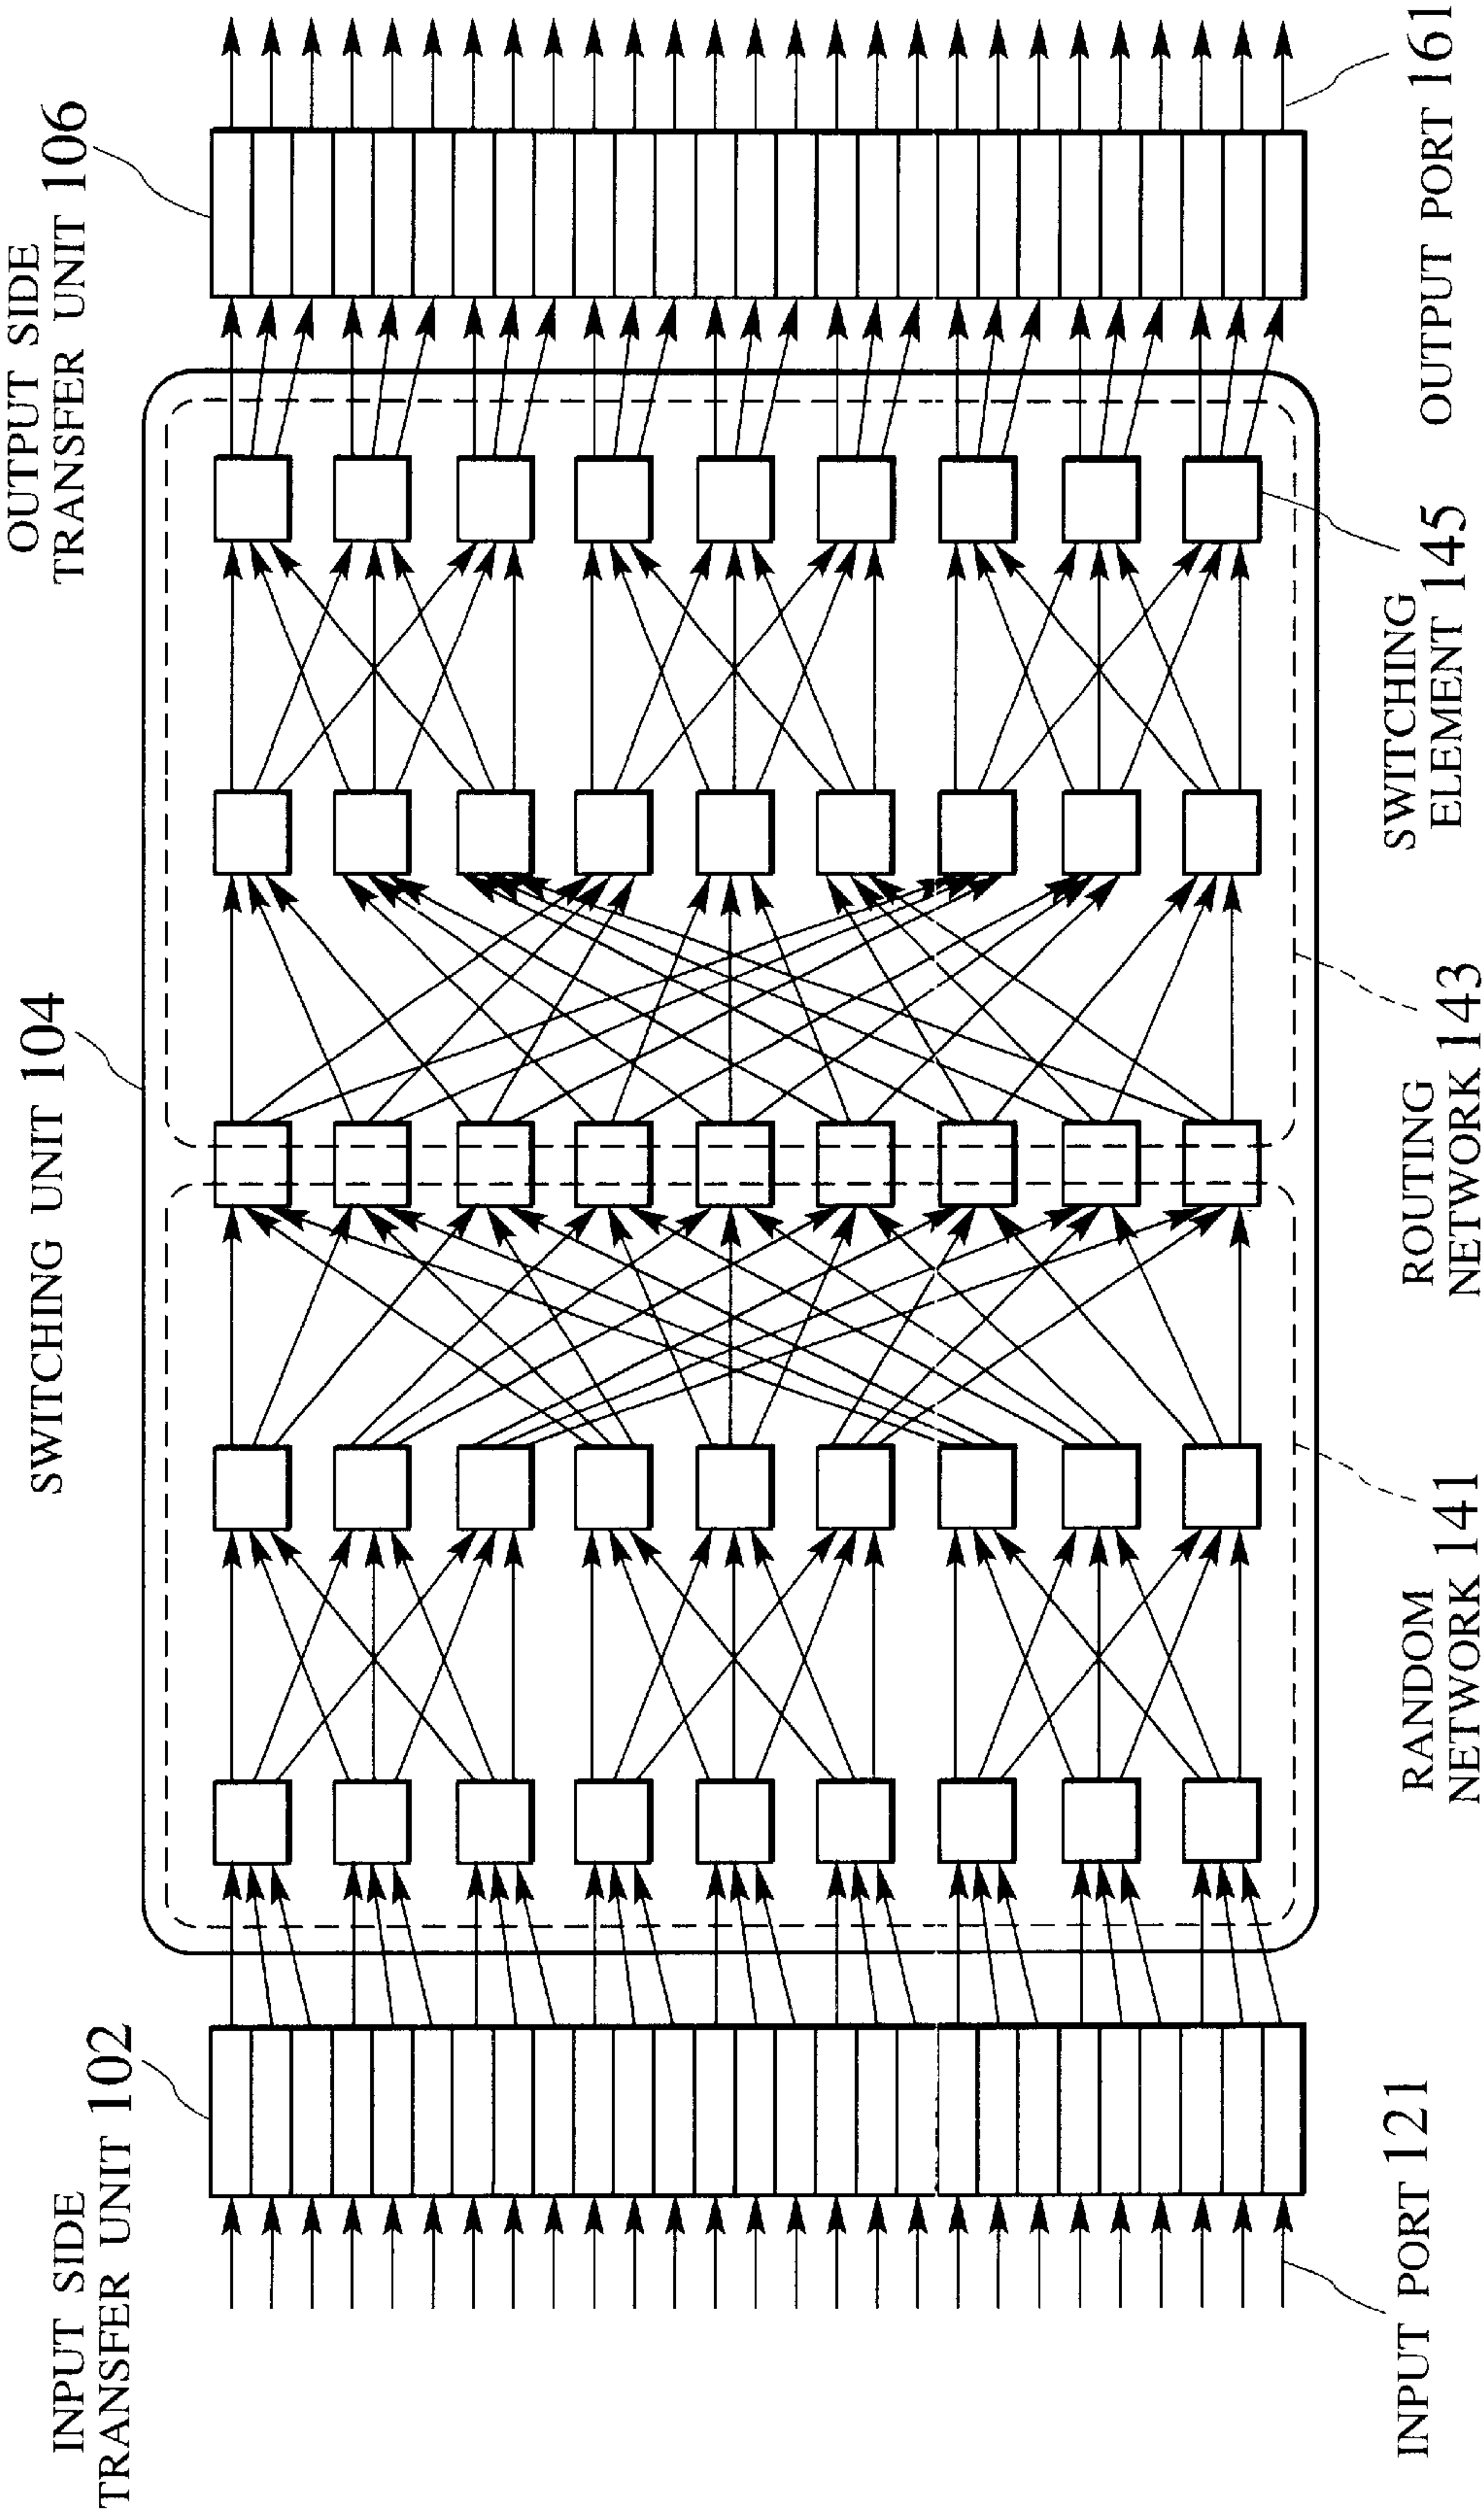 INPUT SIDE
TRANSFER UNIT 102
SWITCHING UNIT 104
OUTPUT SIDE
TRANSFER UNIT 106
INPUT PORT 121
RANDOM
NETWORK 141
ROUTING
NETWORK 143
SWITCHING
ELEMENT 145
OUTPUT PORT 161